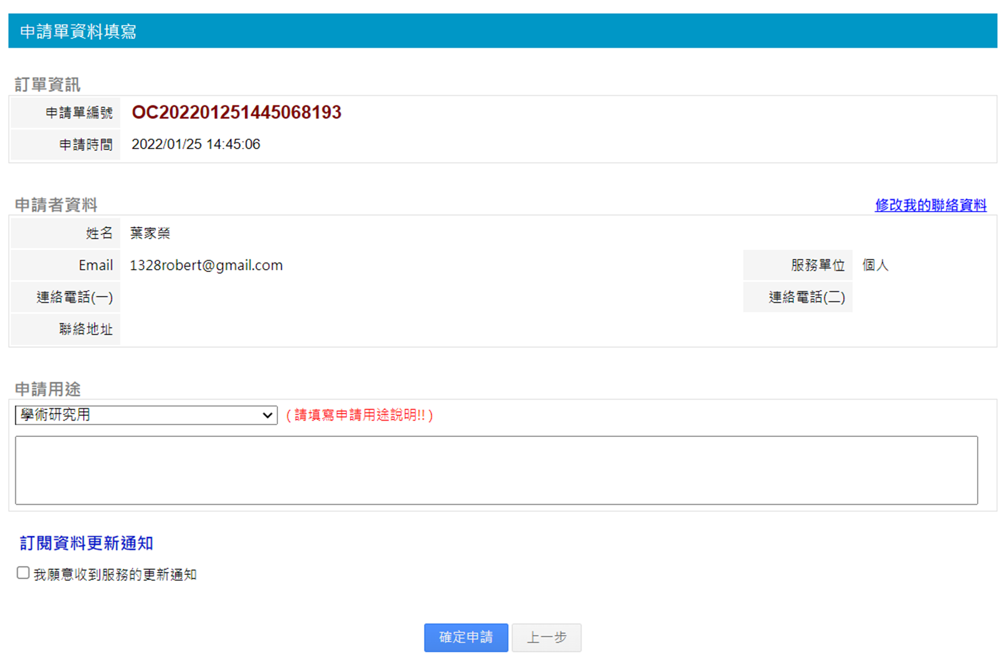 申請單資料填寫
訂單資訊
申請單編號 OC202201251445068193
申請時間 2022/01/25 14:45:06
申請者資料 修改我的聯絡資料
姓名 葉家榮
Email 1328robert@gmail.com 服務單位 個人
連絡電話(一) 連絡電話(二)
聯絡地址
申請用途
學術研究用 ( 請填寫申請用途說明!! )
訂閱資料更新通知
我願意收到服務的更新通知
確定申請 上一步